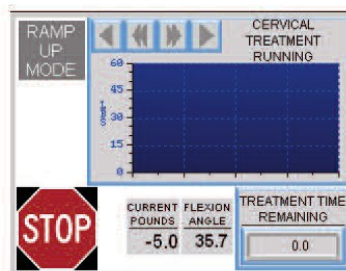 RAMP
UP
MODE
CERVICAL
TREATMENT
RUNNING
60
45
30
15
0
STOP
CURRENT
POUNDS
-5.0
FLEXION
ANGLE
35.7
TREATMENT TIME
REMAINING
0.0